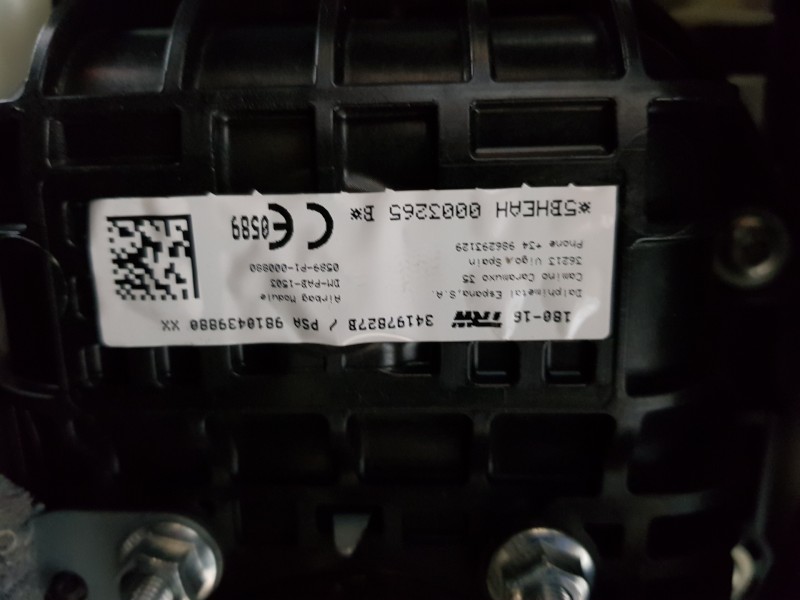 180-16 TRW 34197827B / PSA 9810439880 XX
Dalphimetal Espana,S.A.
Camino Caramuxo 35
36213 Vigo,Spain
Phone +34 986293129
Airbag Module
DM-PAB-1503
0589-P1-000880
*5BHEAH 0003265 B*
CE 0589